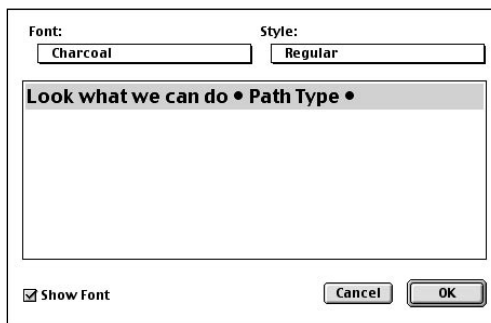 Font: Style:
Charcoal Regular
Look what we can do • Path Type •
Show Font Cancel OK